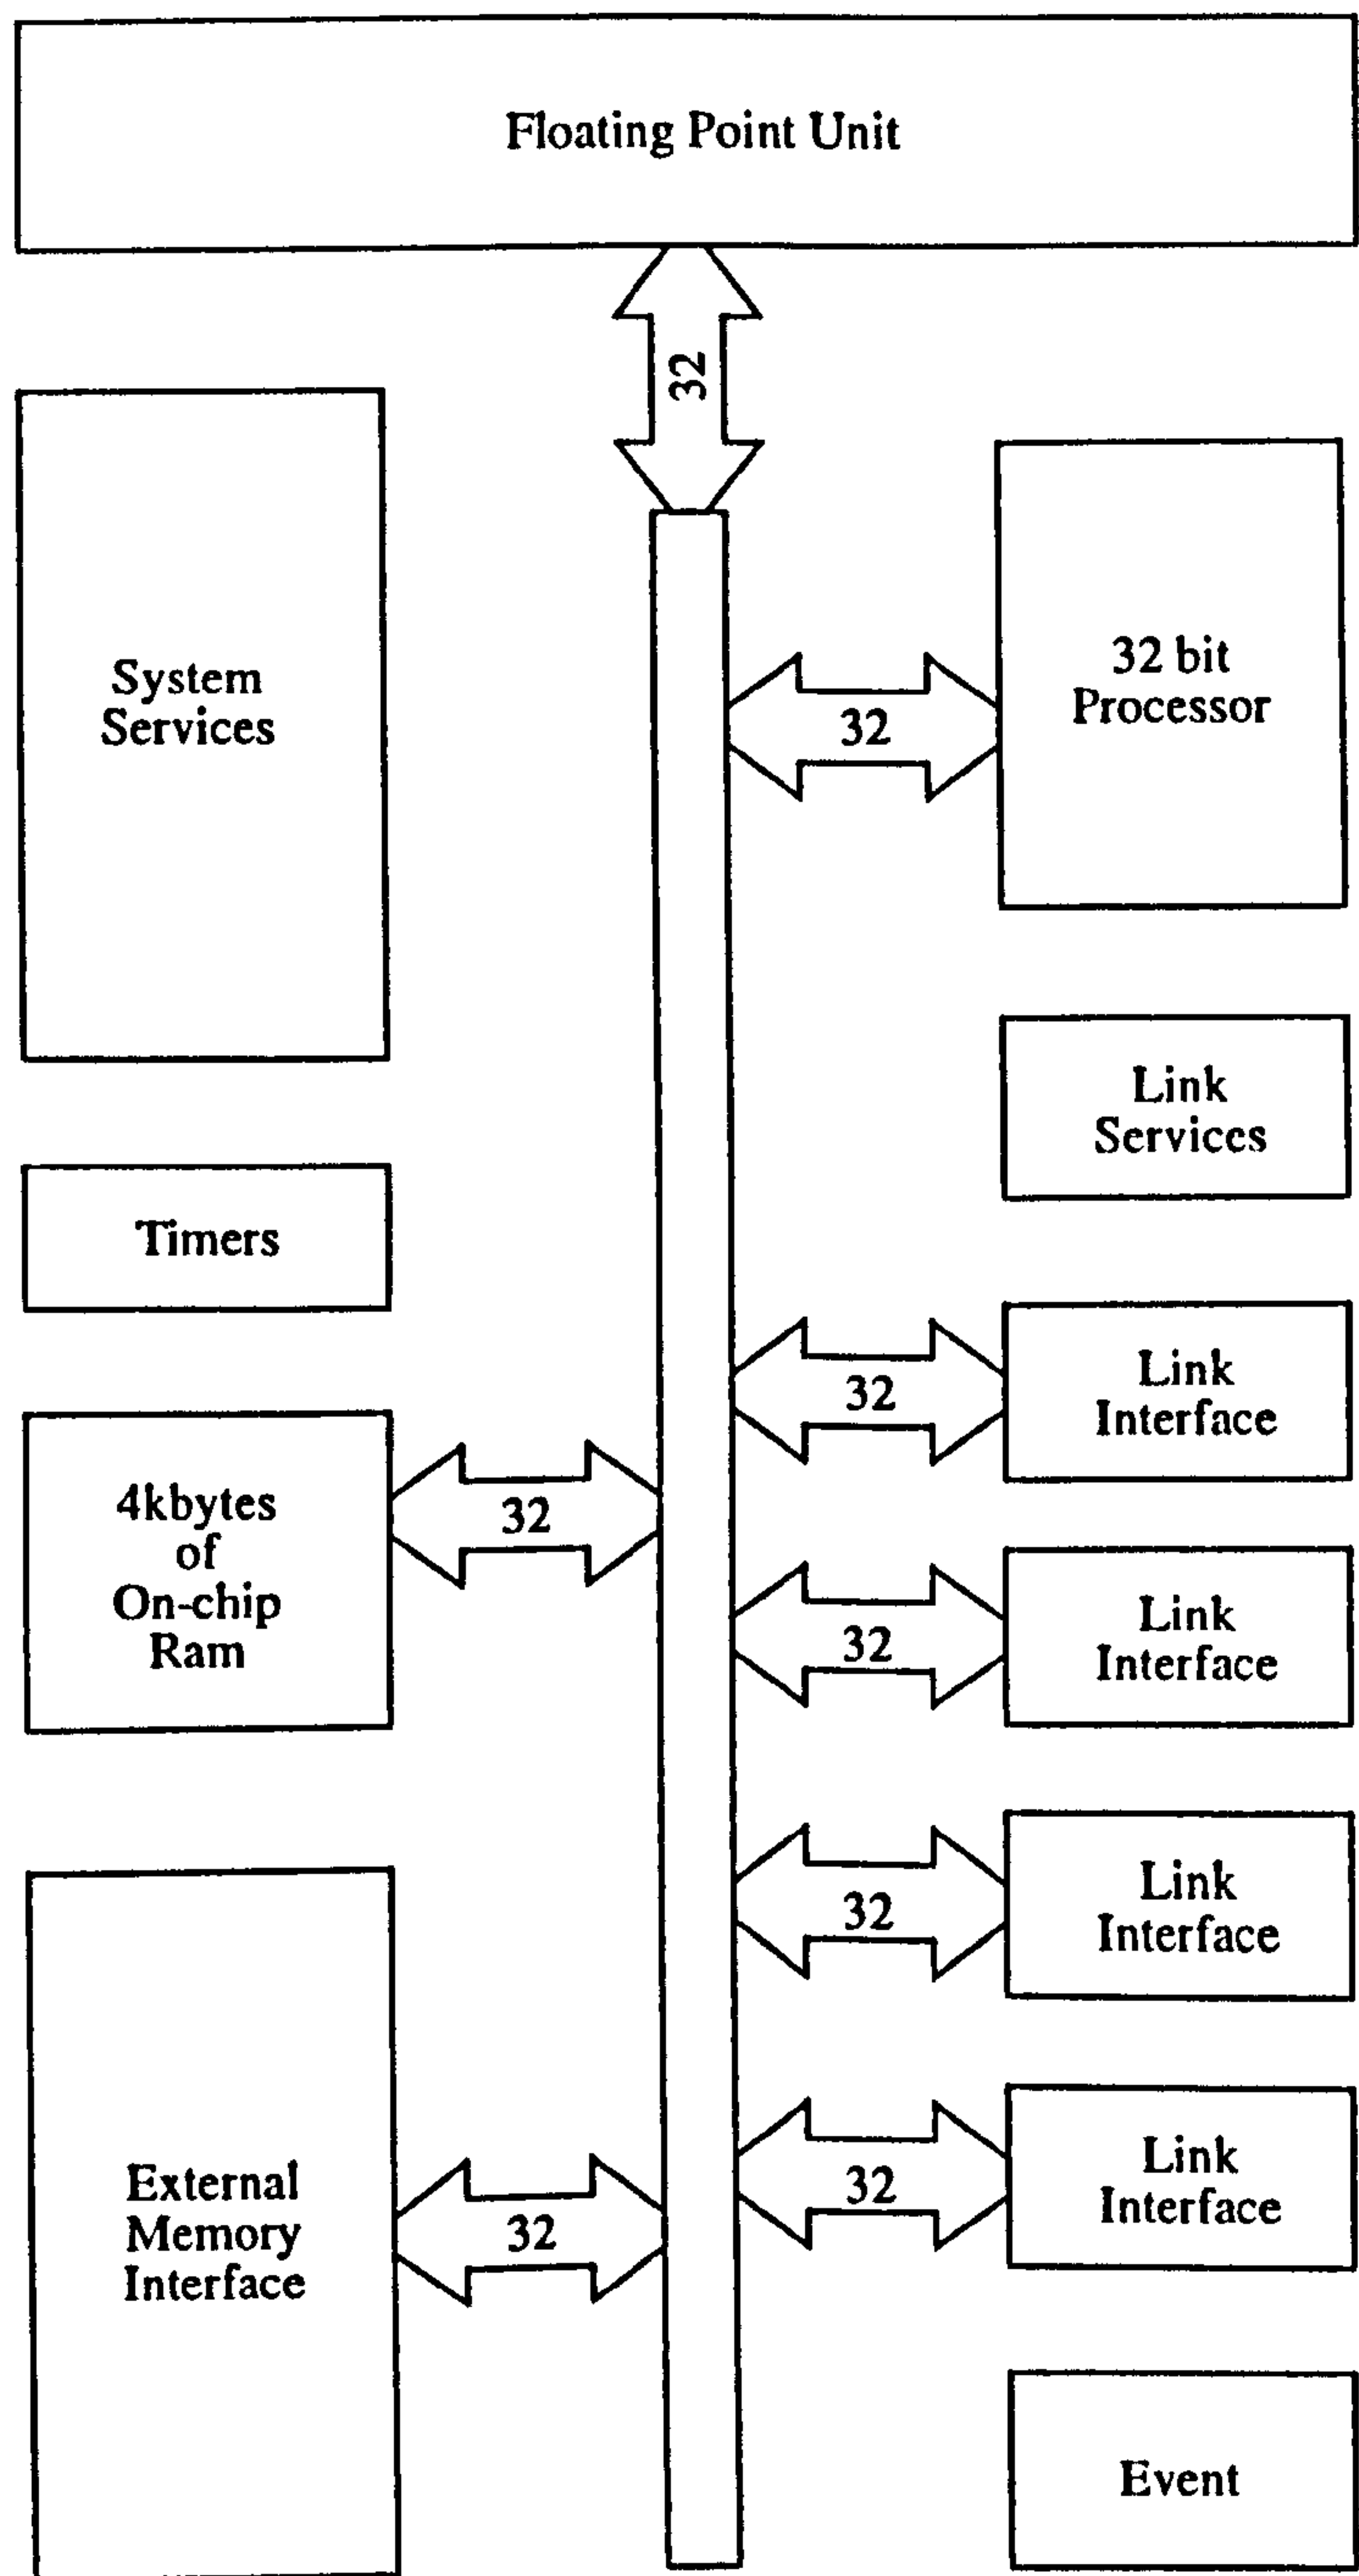 Floating Point Unit
32
System
Services
32 bit
Processor
32
Link
Services
Timers
Link
Interface
32
4kbytes
of
On-chip
Ram
32
Link
Interface
32
Link
Interface
32
External
Memory
Interface
32
Link
Interface
32
Event